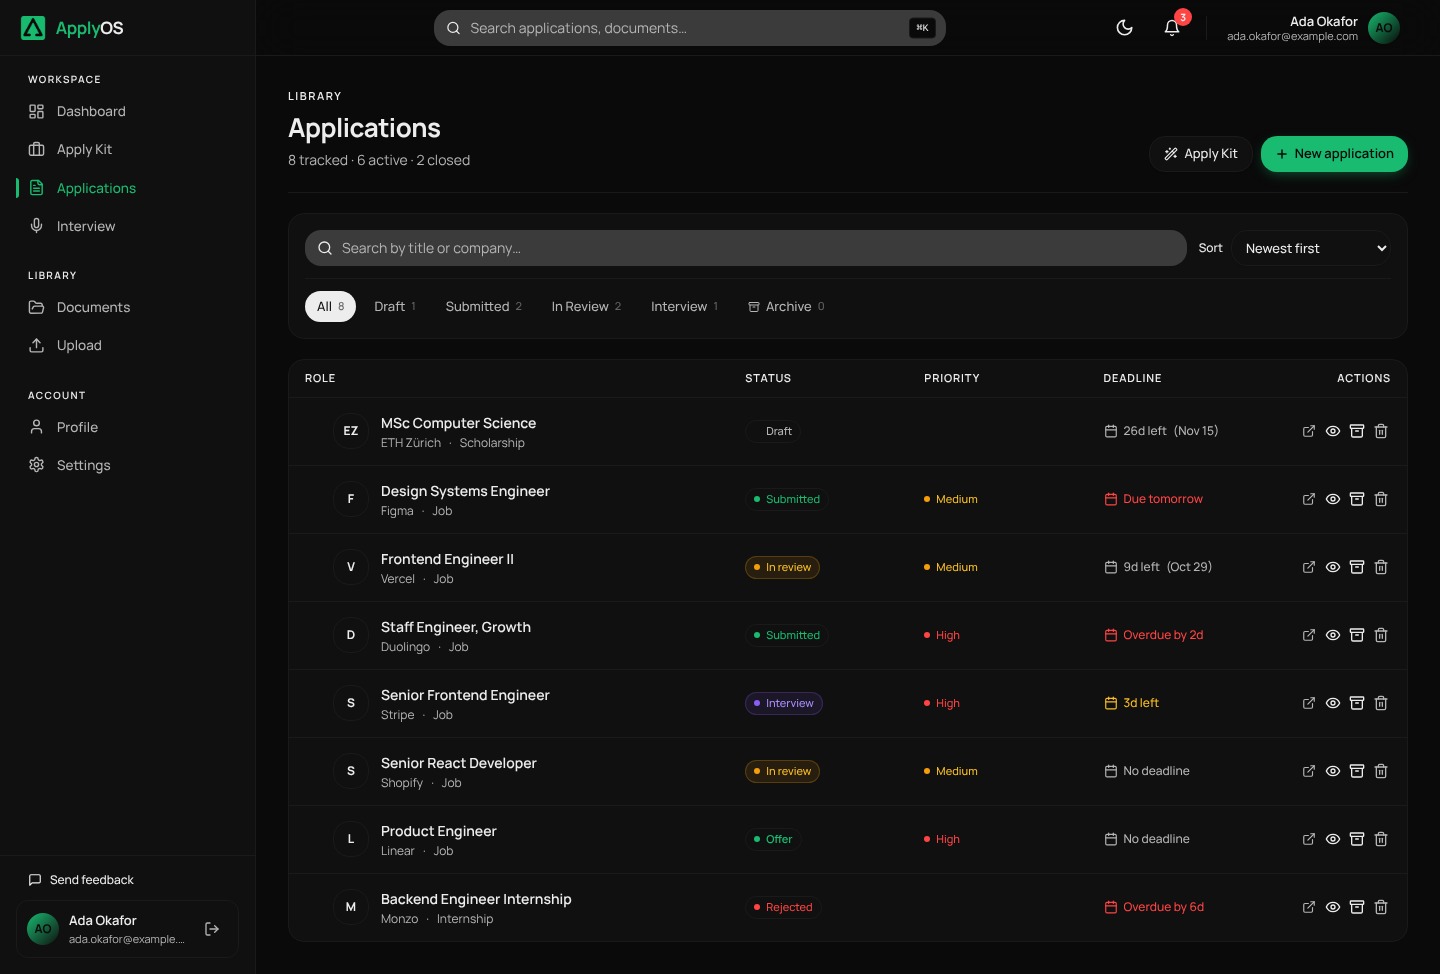 ApplyOS
Search applications, documents...
⌘K
3
Ada Okafor
ada.okafor@example.com
AO
WORKSPACE
Dashboard
Apply Kit
Applications
Interview
LIBRARY
Documents
Upload
ACCOUNT
Profile
Settings
Send feedback
AO
Ada Okafor
ada.okafor@example....
LIBRARY
Applications
8 tracked · 6 active · 2 closed
Apply Kit
New application
Search by title or company...
Sort
Newest first
All 8
Draft 1
Submitted 2
In Review 2
Interview 1
Archive 0
ROLE STATUS PRIORITY DEADLINE ACTIONS
EZ MSc Computer Science Draft 26d left (Nov 15)
ETH Zürich · Scholarship
F Design Systems Engineer Submitted Medium Due tomorrow
Figma · Job
V Frontend Engineer II In review Medium 9d left (Oct 29)
Vercel · Job
D Staff Engineer, Growth Submitted High Overdue by 2d
Duolingo · Job
S Senior Frontend Engineer Interview High 3d left
Stripe · Job
S Senior React Developer In review Medium No deadline
Shopify · Job
L Product Engineer Offer High No deadline
Linear · Job
M Backend Engineer Internship Rejected Overdue by 6d
Monzo · Internship